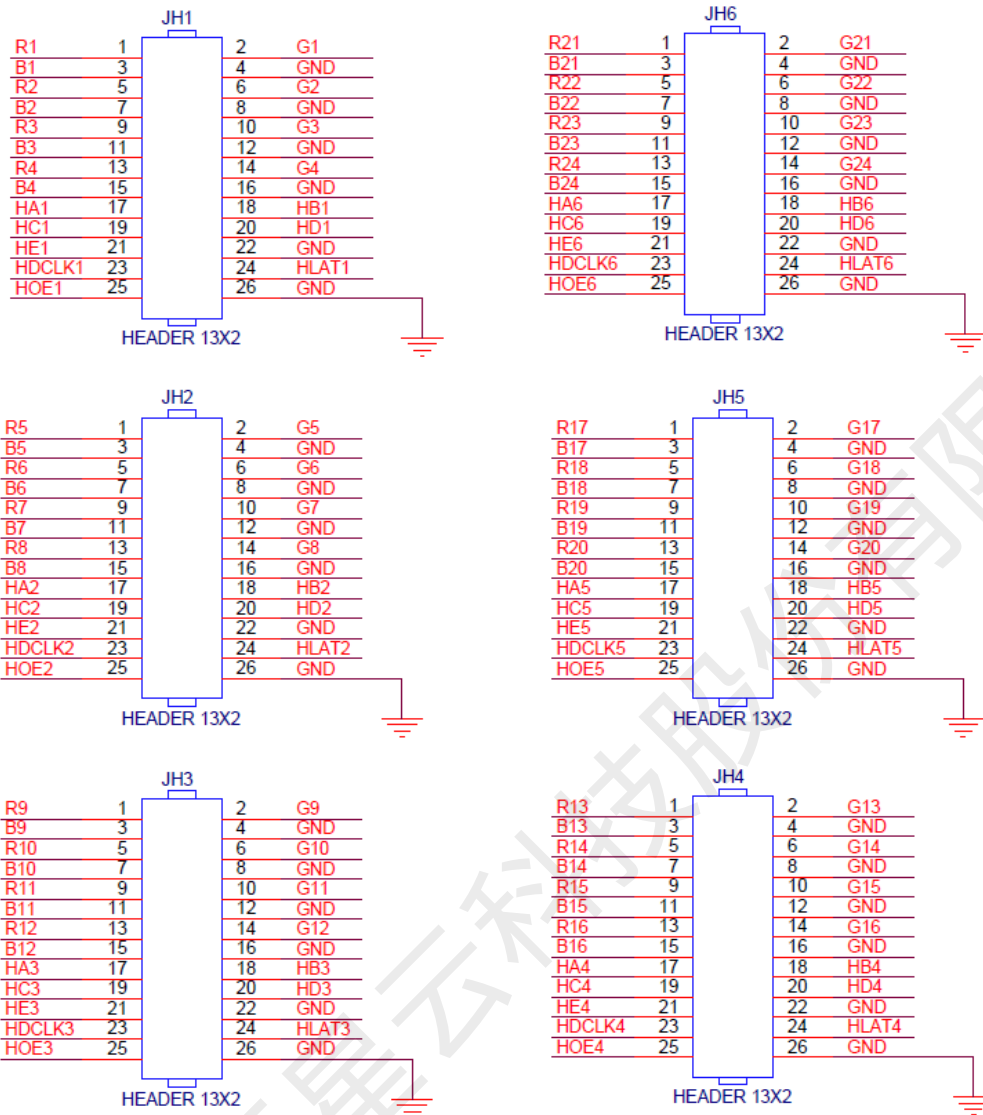 JH1
R1 1 2 G1
B1 3 4 GND
R2 5 6 G2
B2 7 8 GND
R3 9 10 G3
B3 11 12 GND
R4 13 14 G4
B4 15 16 GND
HA1 17 18 HB1
HC1 19 20 HD1
HE1 21 22 GND
HDCLK1 23 24 HLAT1
HOE1 25 26 GND
HEADER 13X2
JH6
R21 1 2 G21
B21 3 4 GND
R22 5 6 G22
B22 7 8 GND
R23 9 10 G23
B23 11 12 GND
R24 13 14 G24
B24 15 16 GND
HA6 17 18 HB6
HC6 19 20 HD6
HE6 21 22 GND
HDCLK6 23 24 HLAT6
HOE6 25 26 GND
HEADER 13X2
JH2
R5 1 2 G5
B5 3 4 GND
R6 5 6 G6
B6 7 8 GND
R7 9 10 G7
B7 11 12 GND
R8 13 14 G8
B8 15 16 GND
HA2 17 18 HB2
HC2 19 20 HD2
HE2 21 22 GND
HDCLK2 23 24 HLAT2
HOE2 25 26 GND
HEADER 13X2
JH5
R17 1 2 G17
B17 3 4 GND
R18 5 6 G18
B18 7 8 GND
R19 9 10 G19
B19 11 12 GND
R20 13 14 G20
B20 15 16 GND
HA5 17 18 HB5
HC5 19 20 HD5
HE5 21 22 GND
HDCLK5 23 24 HLAT5
HOE5 25 26 GND
HEADER 13X2
JH3
R9 1 2 G9
B9 3 4 GND
R10 5 6 G10
B10 7 8 GND
R11 9 10 G11
B11 11 12 GND
R12 13 14 G12
B12 15 16 GND
HA3 17 18 HB3
HC3 19 20 HD3
HE3 21 22 GND
HDCLK3 23 24 HLAT3
HOE3 25 26 GND
HEADER 13X2
JH4
R13 1 2 G13
B13 3 4 GND
R14 5 6 G14
B14 7 8 GND
R15 9 10 G15
B15 11 12 GND
R16 13 14 G16
B16 15 16 GND
HA4 17 18 HB4
HC4 19 20 HD4
HE4 21 22 GND
HDCLK4 23 24 HLAT4
HOE4 25 26 GND
HEADER 13X2
星云科技股份有限